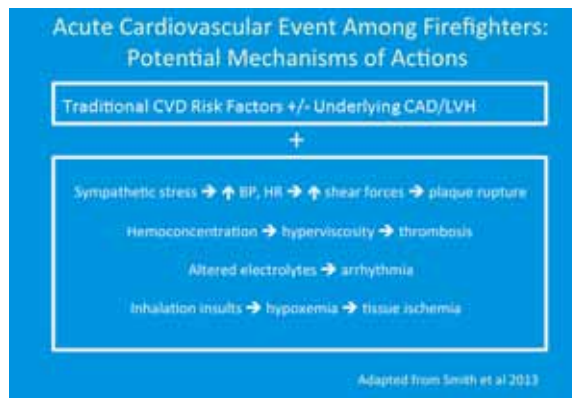 Acute Cardiovascular Event Among Firefighters:
Potential Mechanisms of Actions
Traditional CVD Risk Factors +/- Underlying CAD/LVH
+
Sympathetic stress ➔ ↑ BP, HR ➔ ↑ shear forces ➔ plaque rupture
Hemoconcentration ➔ hyperviscosity ➔ thrombosis
Altered electrolytes ➔ arrhythmia
Inhalation insults ➔ hypoxemia ➔ tissue ischemia
Adapted from Smith et al 2013